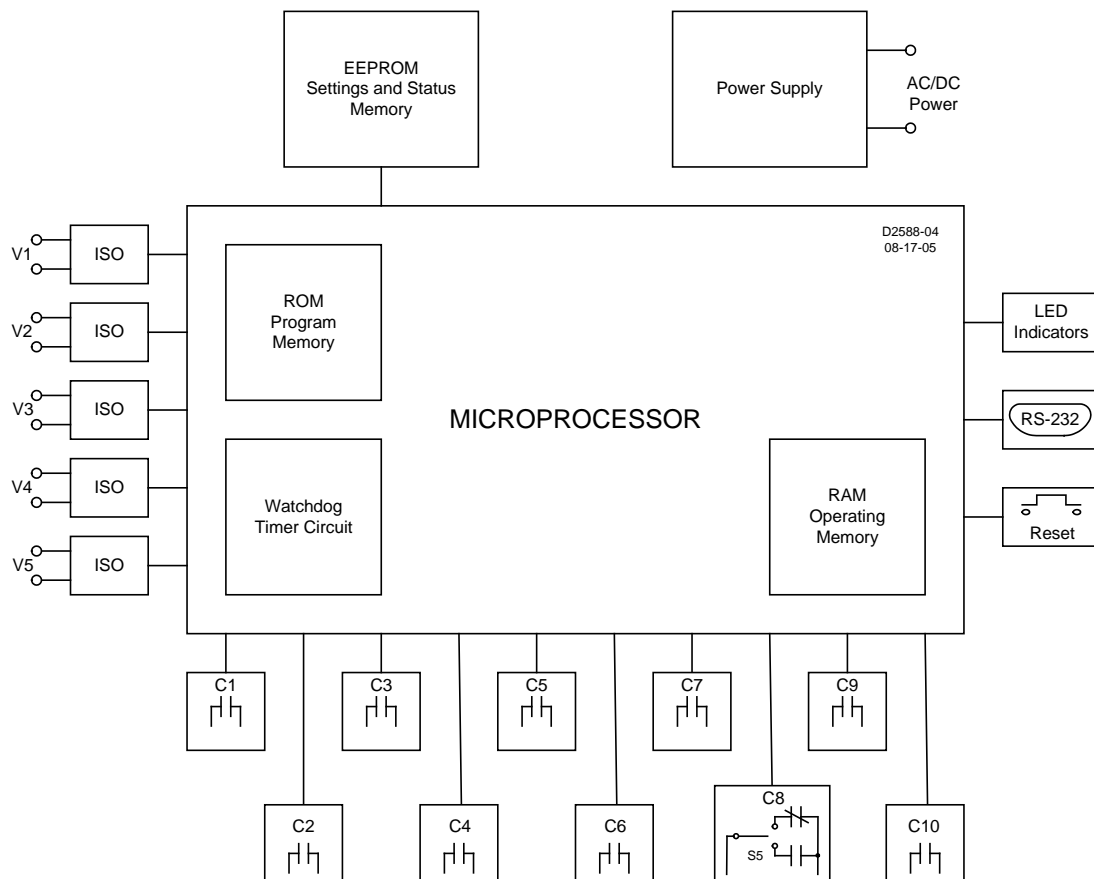 EEPROM
Settings and Status
Memory
Power Supply
AC/DC
Power
D2588-04
08-17-05
V1
ISO
V2
ISO
V3
ISO
V4
ISO
V5
ISO
ROM
Program
Memory
MICROPROCESSOR
Watchdog
Timer Circuit
RAM
Operating
Memory
LED
Indicators
RS-232
Reset
C1
C3
C5
C7
C9
C2
C4
C6
C8
S5
C10